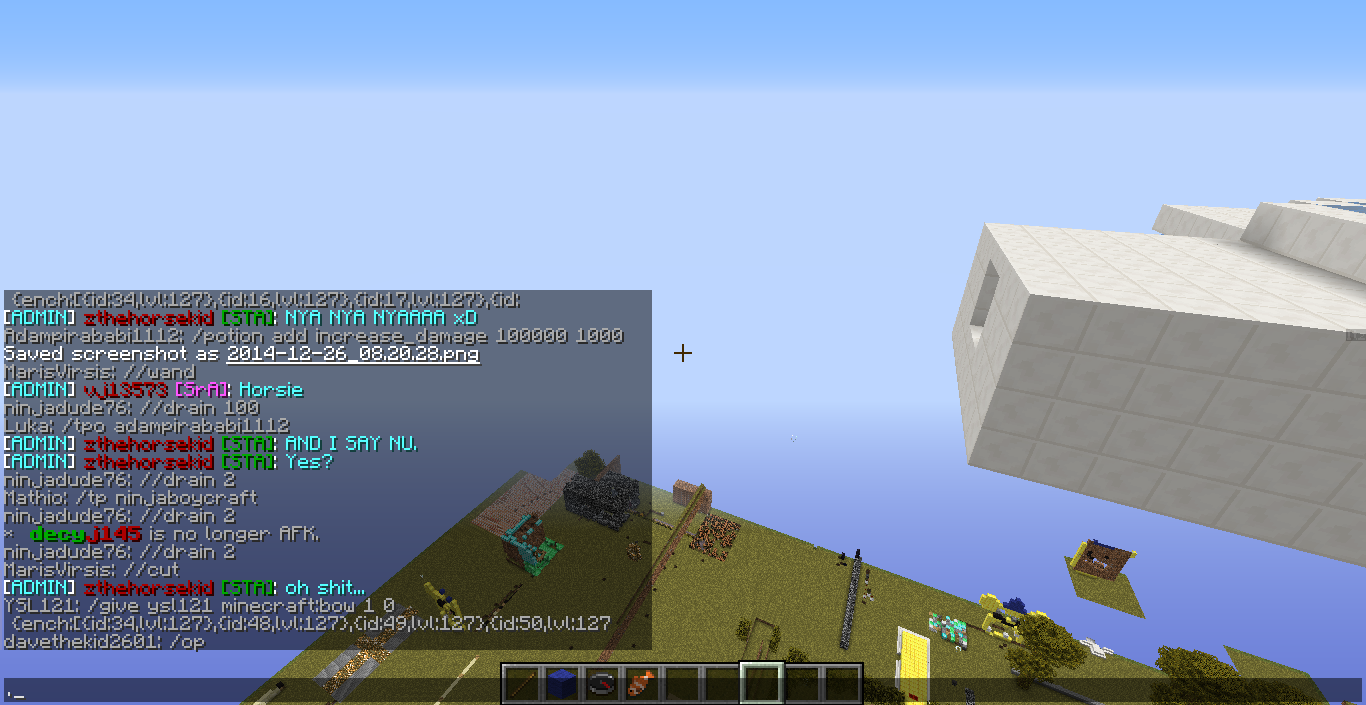 {ench:[{id:34,lvl:127},{id:16,lvl:127},{id:17,lvl:127},{id:
[ADMIN] zthehorsekid [STA]: NYA NYA NYAAAA xD
Adampirababi1112: /potion add increase_damage 100000 1000
Saved screenshot as 2014-12-26_08.20.28.png
MarisVirsis: //wand
[ADMIN] vj13573 [SrA]: Horsie
ninjadude76: //drain 100
Luka: /tpo adampirababi1112
[ADMIN] zthehorsekid [STA]: AND I SAY NU.
[ADMIN] zthehorsekid [STA]: Yes?
ninjadude76: //drain 2
Mathio: /tp ninjaboycraft
ninjadude76: //drain 2
* decyj145 is no longer AFK.
ninjadude76: //drain 2
MarisVirsis: //cut
[ADMIN] zthehorsekid [STA]: oh shit...
YSL121: /give ysl121 minecraft:bow 1 0
{ench:[{id:34,lvl:127},{id:48,lvl:127},{id:49,lvl:127},{id:50,lvl:127
davethekid2601: /op
'_